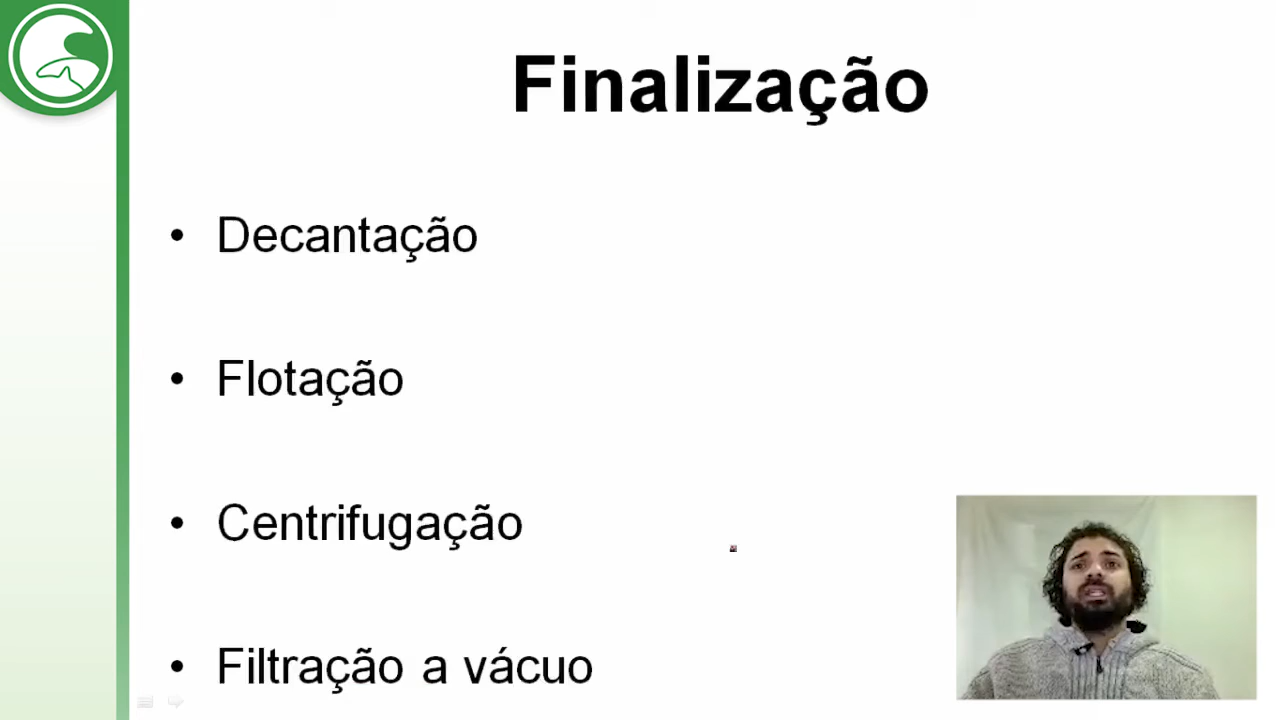 Finalização
• Decantação
• Flotação
• Centrifugação
• Filtração a vácuo